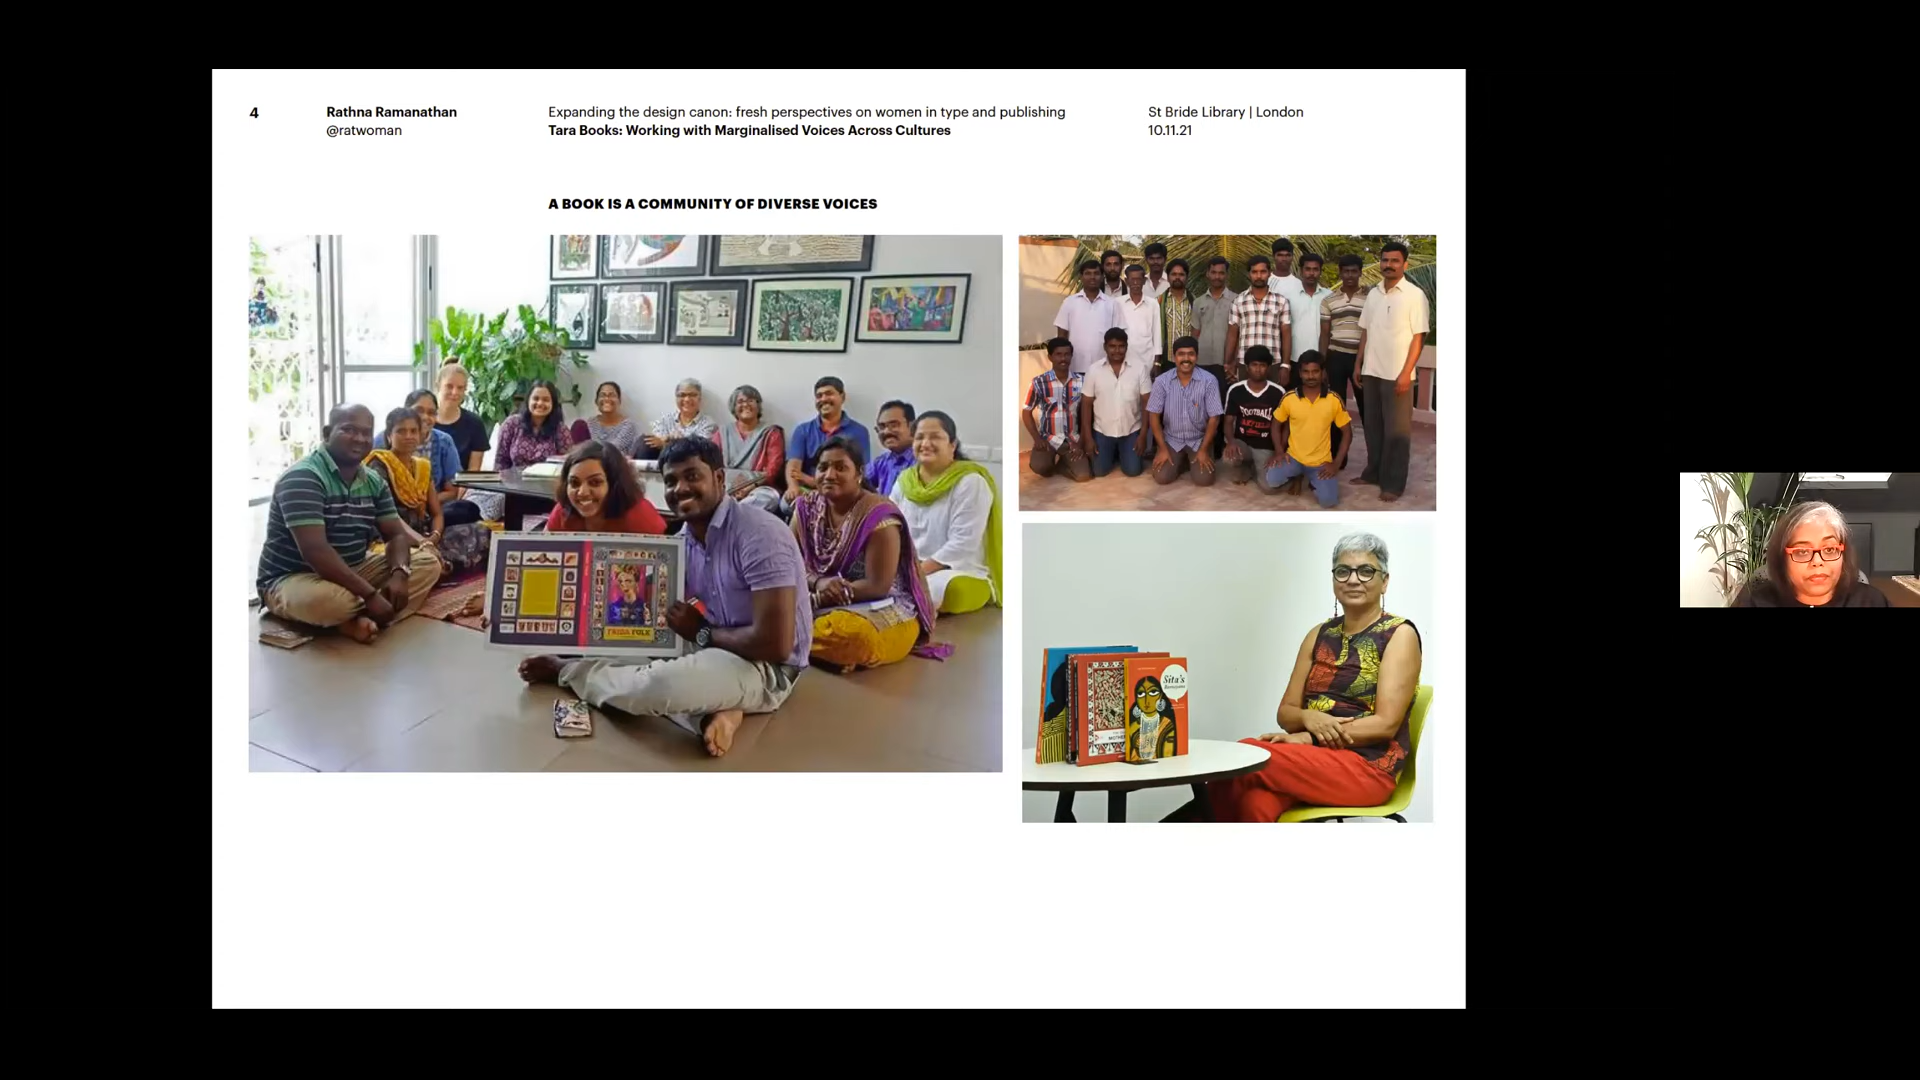 4
Rathna Ramanathan
@ratwoman
Expanding the design canon: fresh perspectives on women in type and publishing
Tara Books: Working with Marginalised Voices Across Cultures
St Bride Library | London
10.11.21
A BOOK IS A COMMUNITY OF DIVERSE VOICES
FRIDA FOLK
FOOTBALL
Sita's
Ramayana